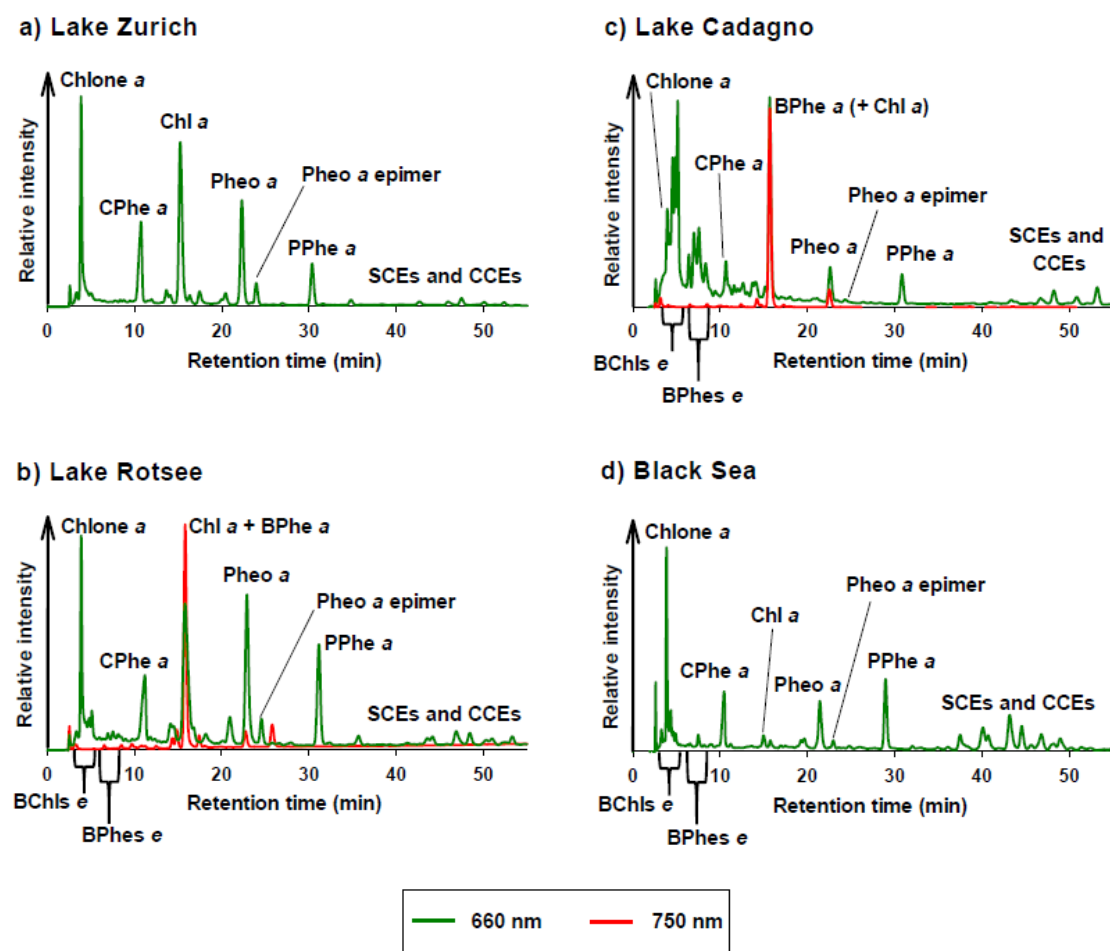 a) Lake Zurich
Relative intensity
Chlone a
CPhe a
Chl a
Pheo a
Pheo a epimer
PPhe a
SCEs and CCEs
0 10 20 30 40 50
Retention time (min)
c) Lake Cadagno
Relative intensity
Chlone a
CPhe a
BPhe a (+ Chl a)
Pheo a epimer
Pheo a
PPhe a
SCEs and
CCEs
0 10 20 30 40 50
Retention time (min)
BChls e
BPhes e
b) Lake Rotsee
Relative intensity
Chlone a
CPhe a
Chl a + BPhe a
Pheo a
Pheo a epimer
PPhe a
SCEs and CCEs
0 10 20 30 40 50
Retention time (min)
BChls e
BPhes e
d) Black Sea
Relative intensity
Chlone a
CPhe a
Chl a
Pheo a epimer
Pheo a
PPhe a
SCEs and CCEs
0 10 20 30 40 50
Retention time (min)
BChls e
BPhes e
660 nm 750 nm